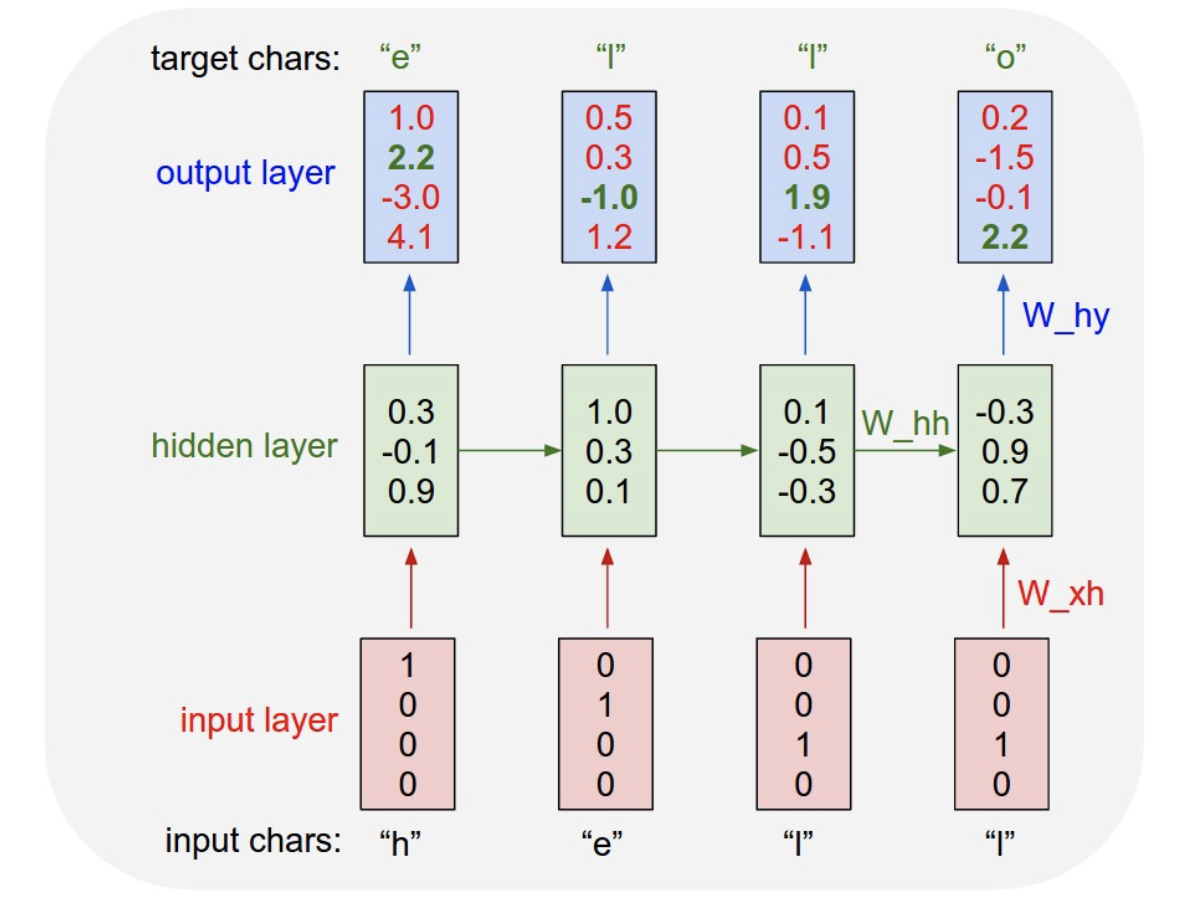 target chars: “e” “l” “l” “o”
output layer
1.0 0.5 0.1 0.2
2.2 0.3 0.5 -1.5
-3.0 -1.0 1.9 -0.1
4.1 1.2 -1.1 2.2
W_hy
hidden layer
0.3 1.0 0.1 -0.3
-0.1 0.3 -0.5 0.9
0.9 0.1 -0.3 0.7
W_hh
W_xh
input layer
1 0 0 0
0 1 0 0
0 0 1 1
0 0 0 0
input chars: “h” “e” “l” “l”